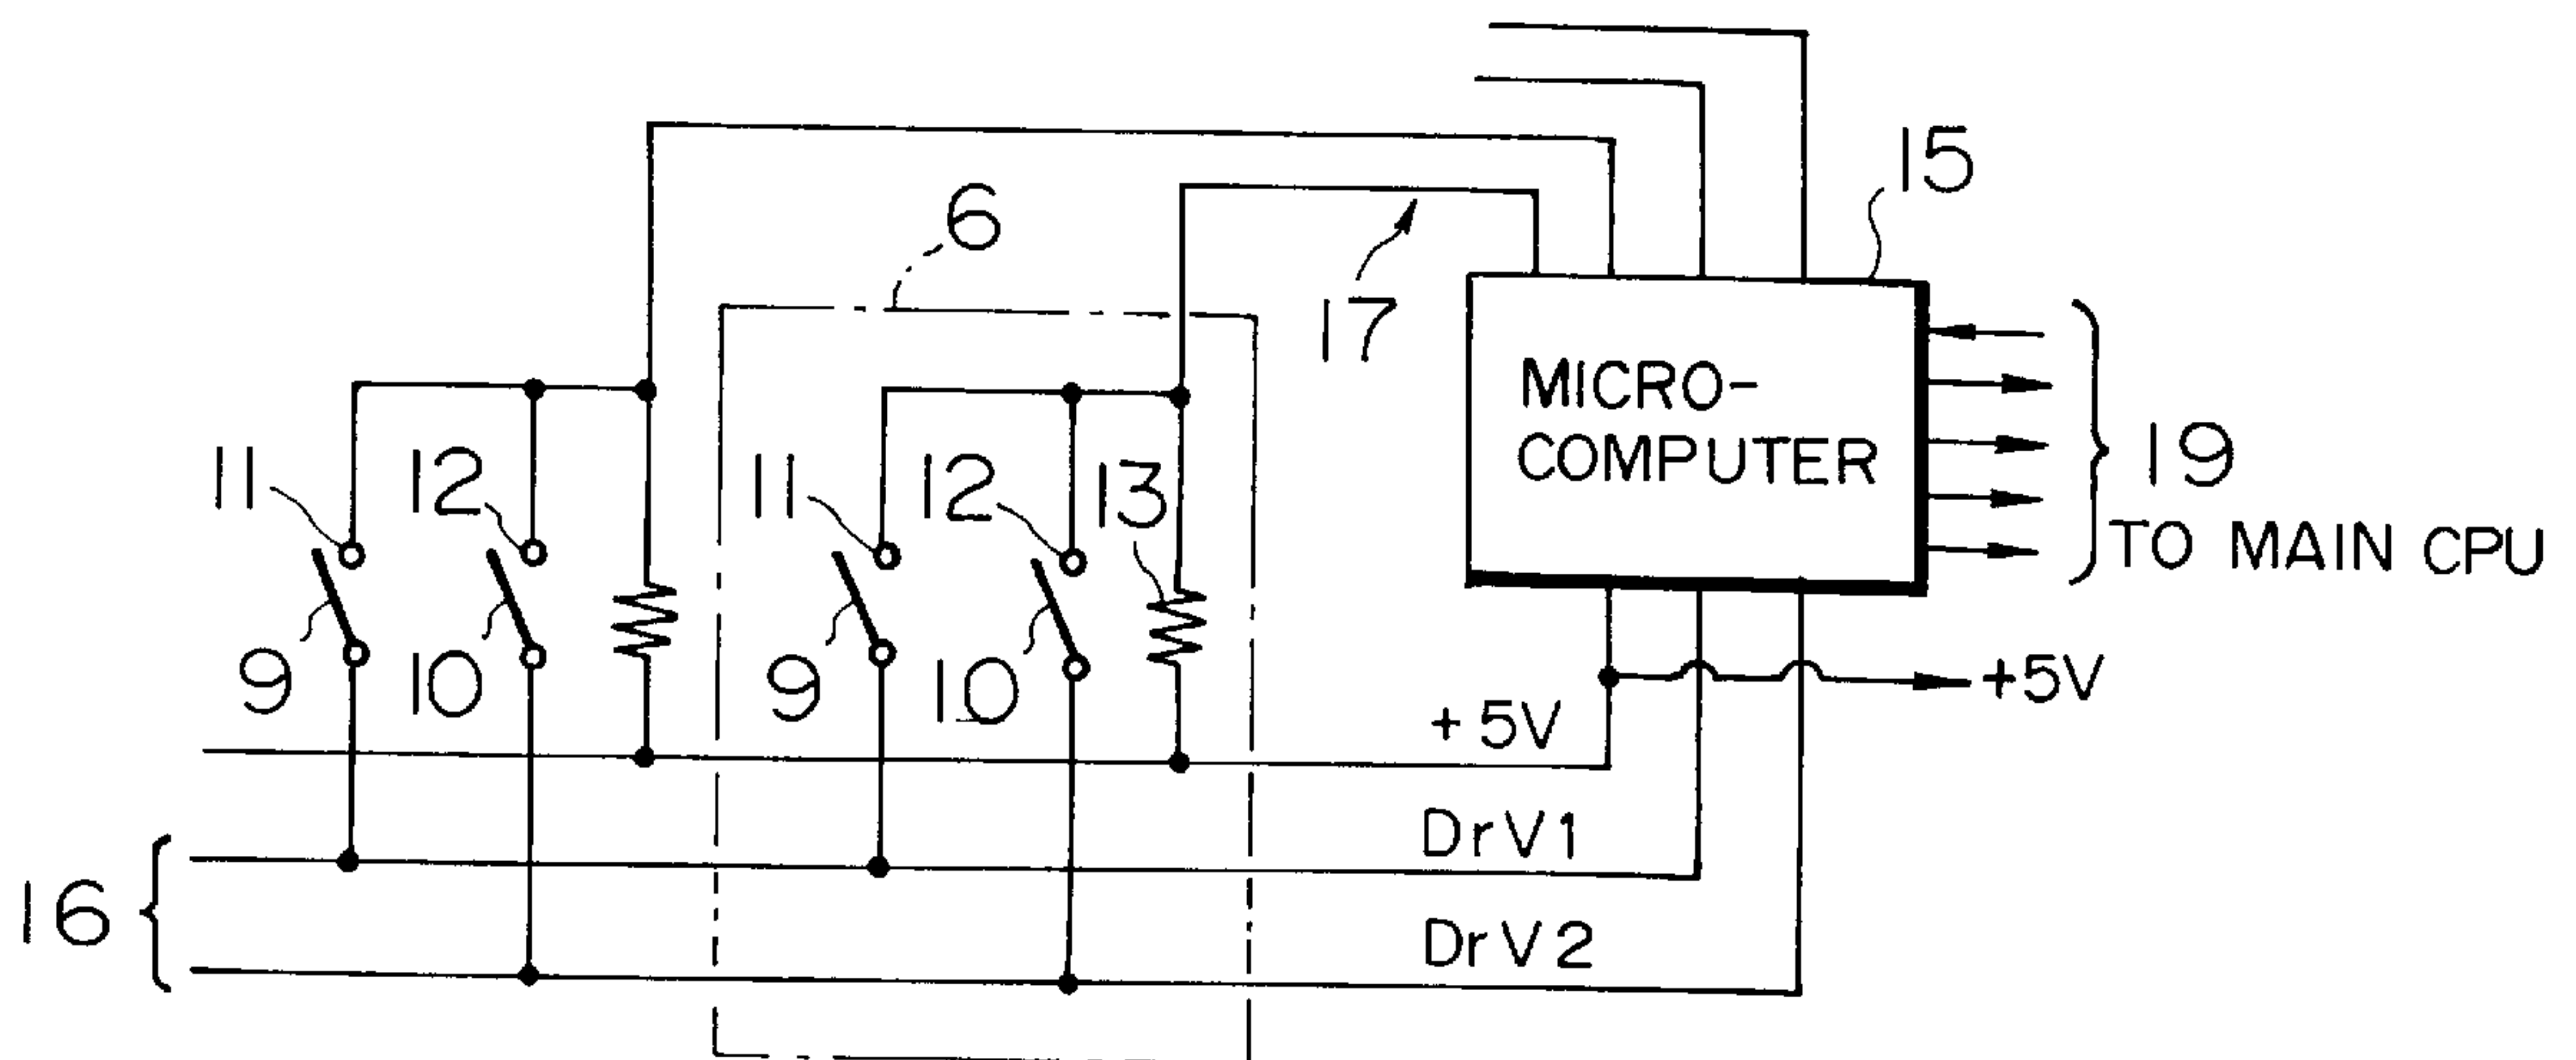 15
6
17
MICRO-
COMPUTER
19
TO MAIN CPU
11
12
11
12
13
9
10
9
10
+5V
+5V
DrV1
16
DrV2